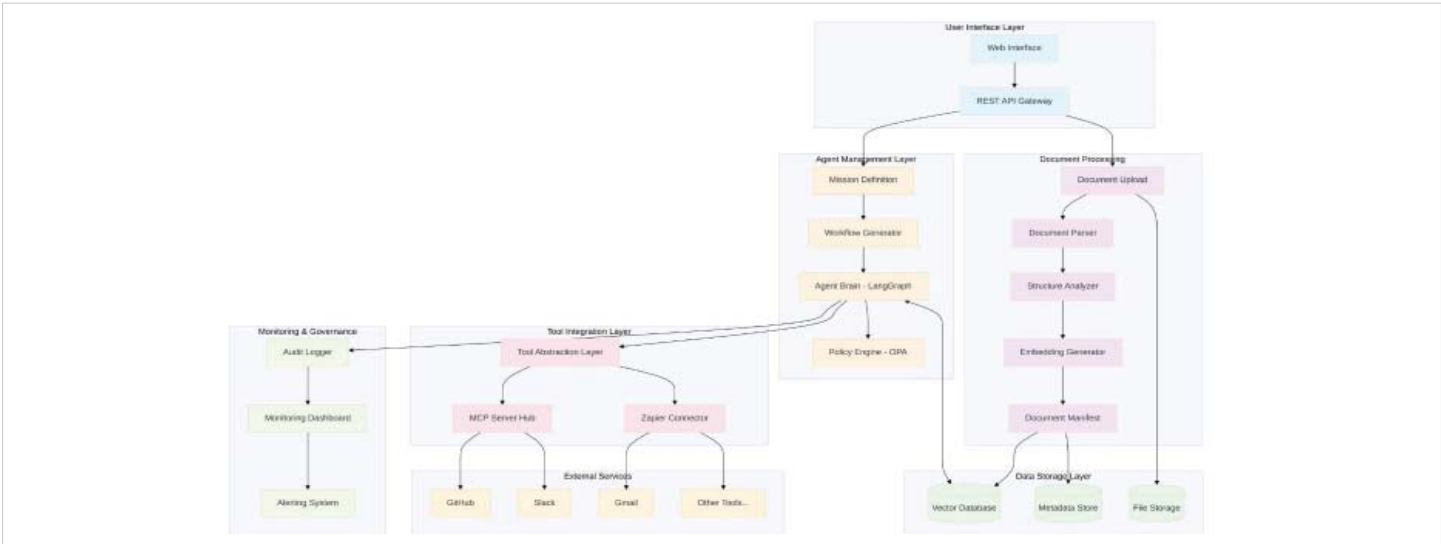 User Interface Layer
Web Interface
REST API Gateway
Agent Management Layer
Mission Definition
Workflow Generator
Agent Brain - LangGraph
Policy Engine - OPA
Document Processing
Document Upload
Document Parser
Structure Analyzer
Embedding Generator
Document Manifest
Monitoring & Governance
Audit Logger
Monitoring Dashboard
Alerting System
Tool Integration Layer
Tool Abstraction Layer
MCP Server Hub
Zapier Connector
External Services
GitHub
Slack
Gmail
Other Tools...
Data Storage Layer
Vector Database
Metadata Store
File Storage